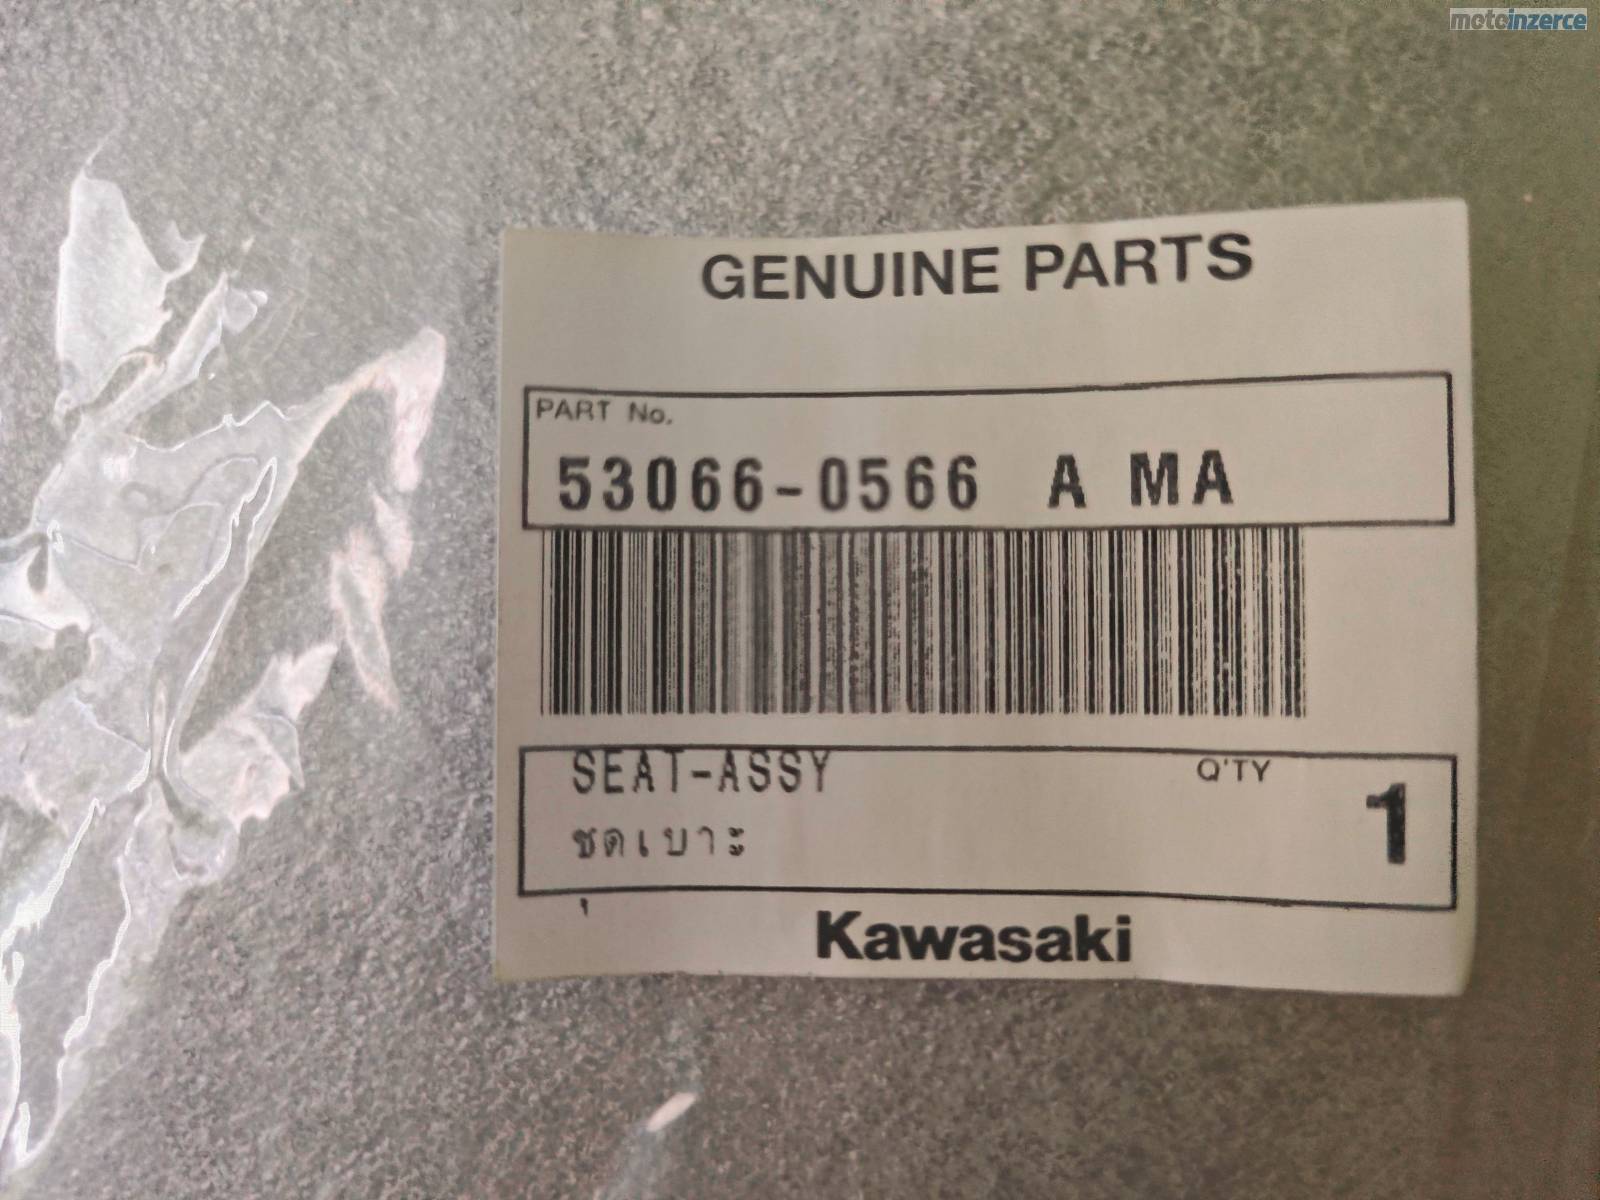 motoinzerce
GENUINE PARTS
PART No.
53066-0566 A MA
SEAT-ASSY
Q'TY
1
ชุดเบาะ
Kawasaki